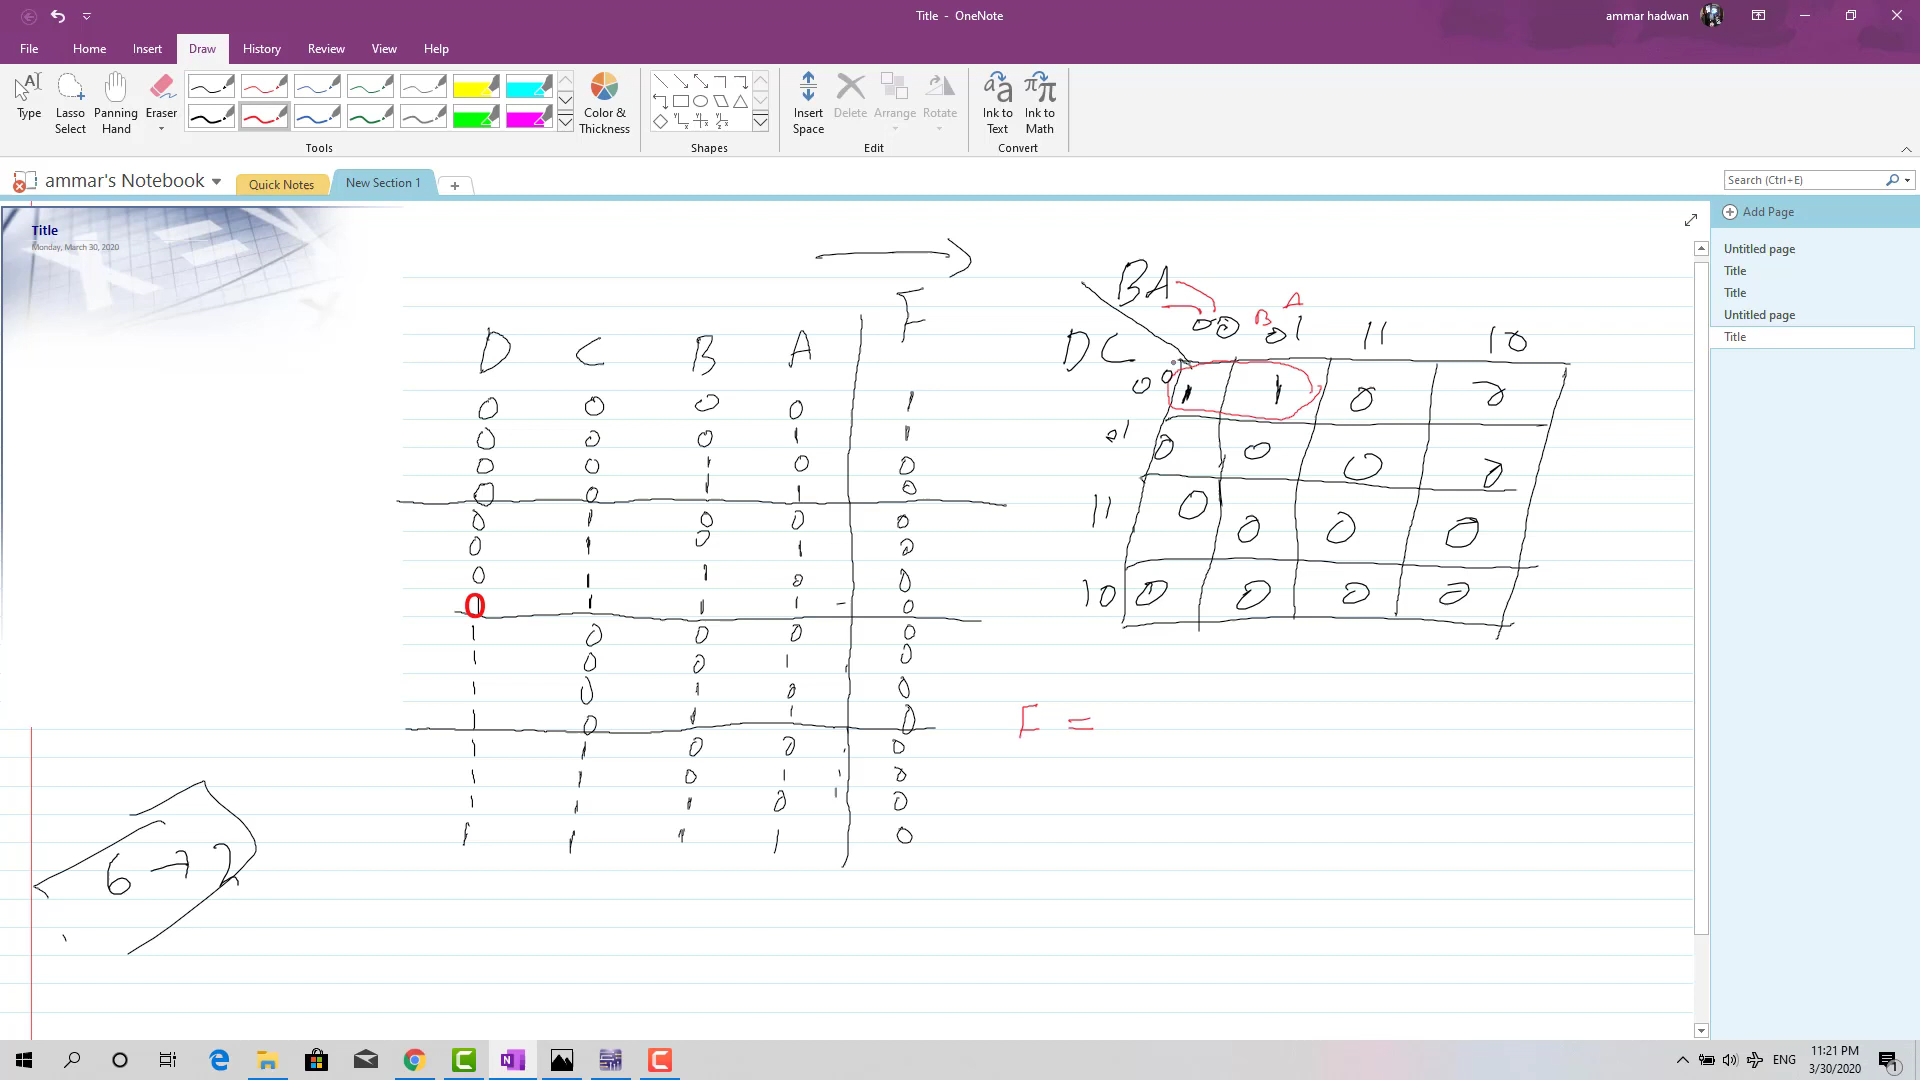 Title - OneNote
ammar hadwan
File Home Insert Draw History Review View Help
Type
Lasso Select
Panning Hand
Eraser
Color & Thickness
Insert Space
Delete
Arrange
Rotate
Ink to Text
Ink to Math
Tools
Shapes
Edit
Convert
ammar's Notebook
Quick Notes
New Section 1
Search (Ctrl+E)
Title
Monday, March 30, 2020
Add Page
Untitled page
Title
Title
Untitled page
Title
D C B A F
0 0 0 0 1
0 0 0 1 1
0 0 1 0 0
0 0 1 1 0
0 1 0 0 0
0 1 0 1 0
0 1 1 0 0
0 1 1 1 0
1 0 0 0 0
1 0 0 1 0
1 0 1 0 0
1 0 1 1 0
1 1 0 0 0
1 1 0 1 0
1 1 1 0 0
1 1 1 1 0
BA
B A
DC 00 01 11 10
00 1 1 0 0
01 0 0 0 0
11 0 0 0 0
10 0 0 0 0
F =
6 → 2
ENG
11:21 PM
3/30/2020
1